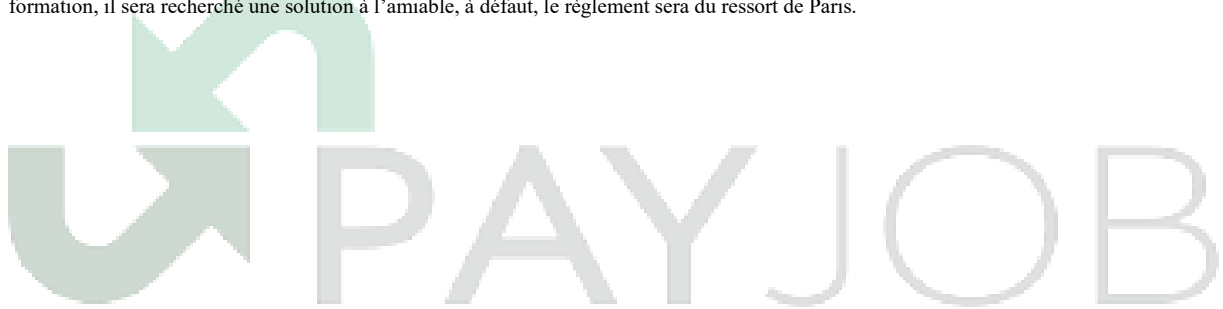 formation, il sera recherché une solution à l'amiable, à défaut, le règlement sera du ressort de Paris.
PAYJOB